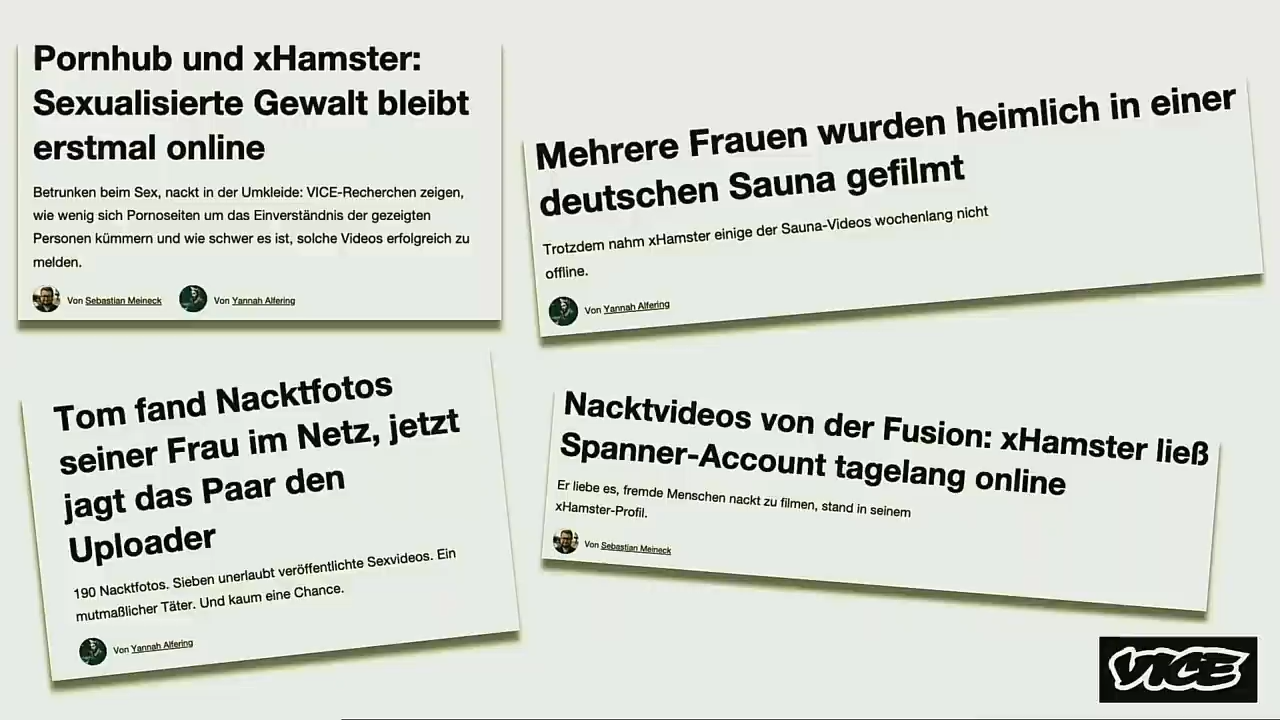 Pornhub und xHamster:
Sexualisierte Gewalt bleibt
erstmal online
Betrunken beim Sex, nackt in der Umkleide: VICE-Recherchen zeigen,
wie wenig sich Pornoseiten um das Einverständnis der gezeigten
Personen kümmern und wie schwer es ist, solche Videos erfolgreich zu
melden.
Von Sebastian Meineck
Von Yannah Alfering
Mehrere Frauen wurden heimlich in einer
deutschen Sauna gefilmt
Trotzdem nahm xHamster einige der Sauna-Videos wochenlang nicht
offline.
Von Yannah Alfering
Tom fand Nacktfotos
seiner Frau im Netz, jetzt
jagt das Paar den
Uploader
190 Nacktfotos. Sieben unerlaubt veröffentlichte Sexvideos. Ein
mutmaßlicher Täter. Und kaum eine Chance.
Von Yannah Alfering
Nacktvideos von der Fusion: xHamster ließ
Spanner-Account tagelang online
Er liebe es, fremde Menschen nackt zu filmen, stand in seinem
xHamster-Profil.
Von Sebastian Meineck
VICE